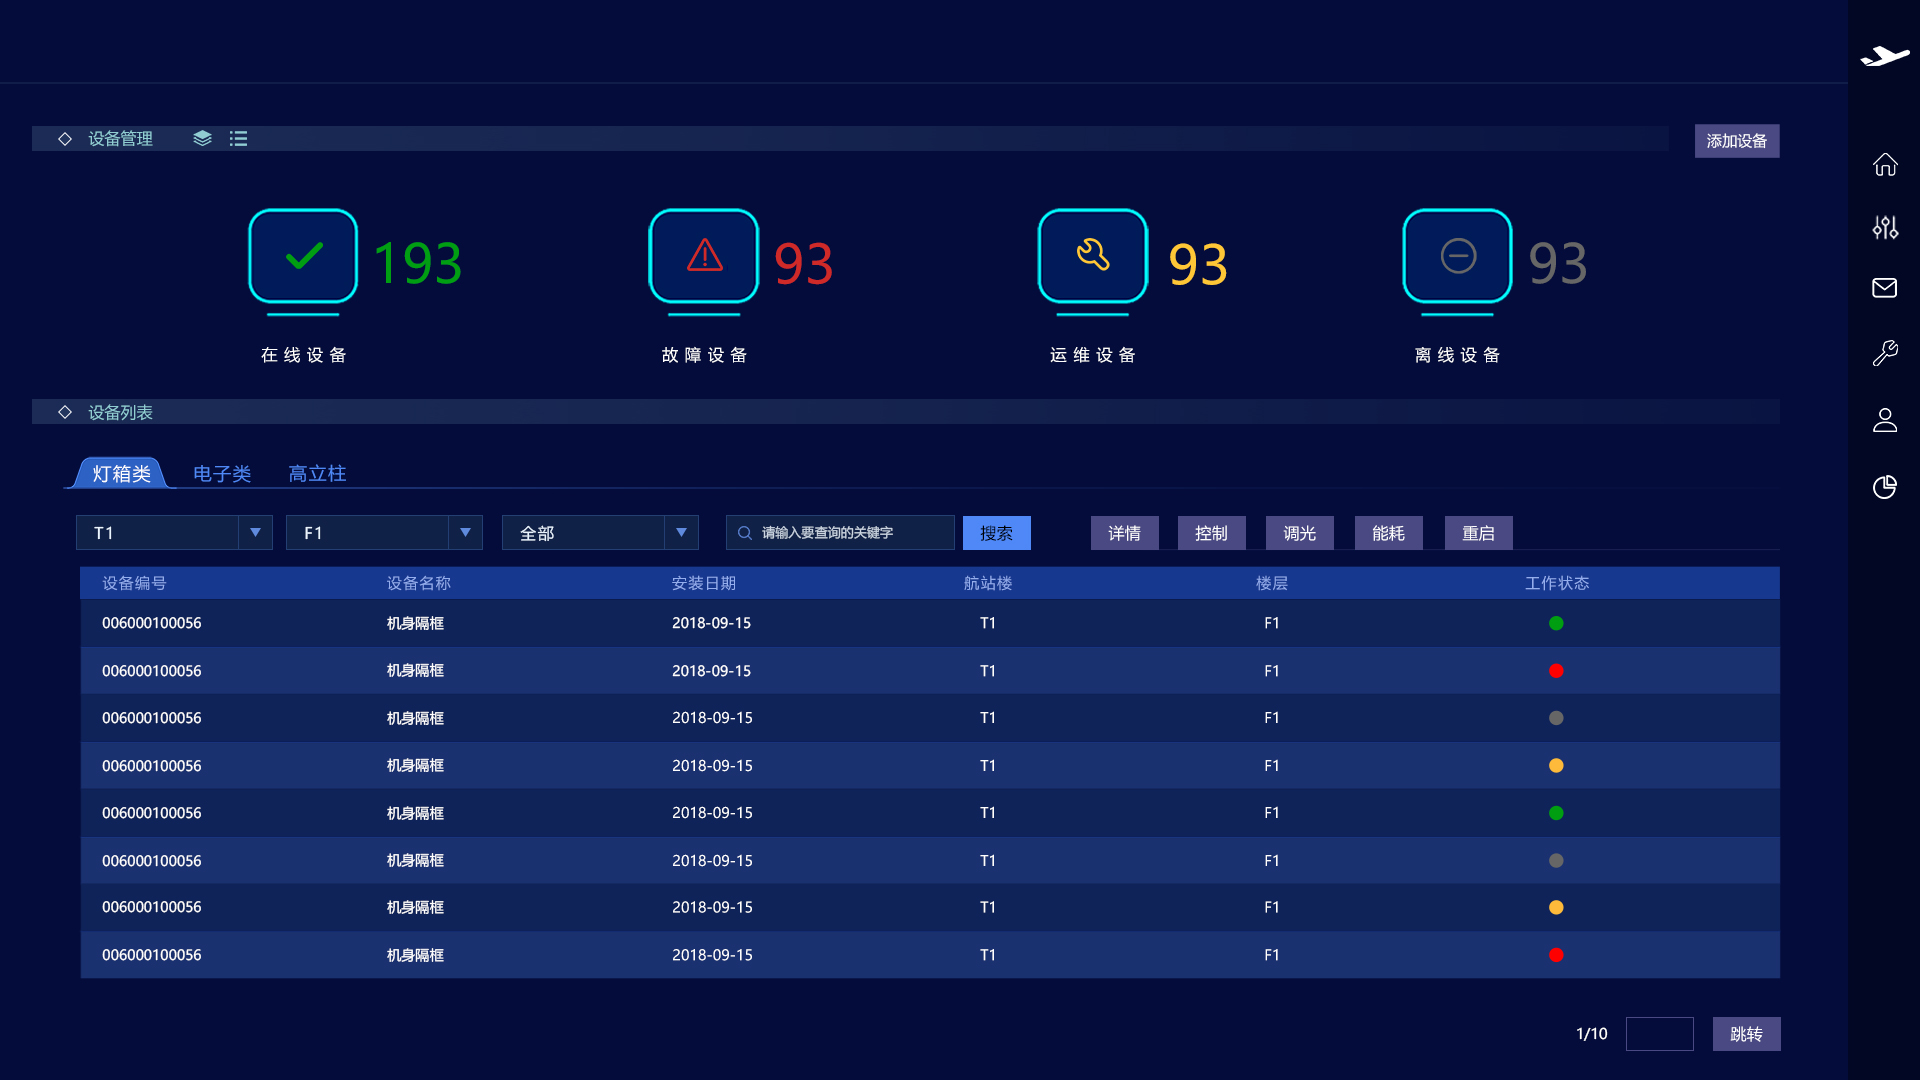 设备管理
添加设备
193
93
93
93
在线设备
故障设备
运维设备
离线设备
设备列表
灯箱类 电子类 高立柱
T1 F1 全部 请输入要查询的关键字 搜索 详情 控制 调光 能耗 重启
设备编号 设备名称 安装日期 航站楼 楼层 工作状态
006000100056 机身隔框 2018-09-15 T1 F1
006000100056 机身隔框 2018-09-15 T1 F1
006000100056 机身隔框 2018-09-15 T1 F1
006000100056 机身隔框 2018-09-15 T1 F1
006000100056 机身隔框 2018-09-15 T1 F1
006000100056 机身隔框 2018-09-15 T1 F1
006000100056 机身隔框 2018-09-15 T1 F1
006000100056 机身隔框 2018-09-15 T1 F1
1/10 跳转